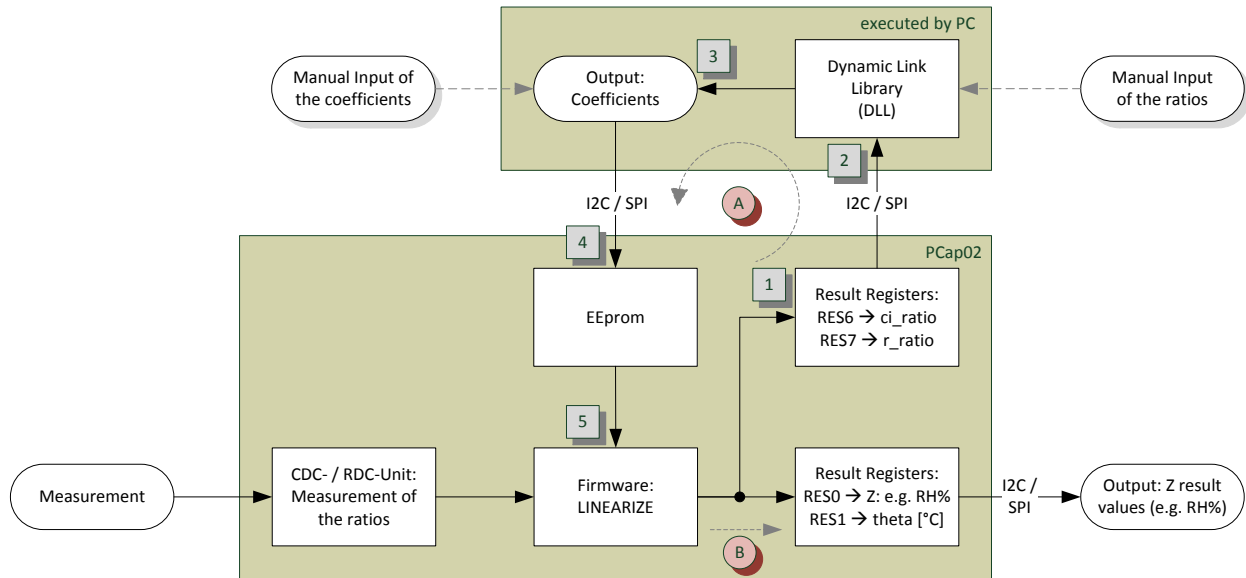 executed by PC
3
Manual Input of
the coefficients
Output:
Coefficients
Dynamic Link
Library
(DLL)
Manual Input
of the ratios
2
I2C / SPI
A
I2C / SPI
4
PCap02
1
EEprom
Result Registers:
RES6 → ci_ratio
RES7 → r_ratio
5
Measurement
CDC- / RDC-Unit:
Measurement of
the ratios
Firmware:
LINEARIZE
Result Registers:
RES0 → Z: e.g. RH%
RES1 → theta [°C]
I2C /
SPI
Output: Z result
values (e.g. RH%)
B